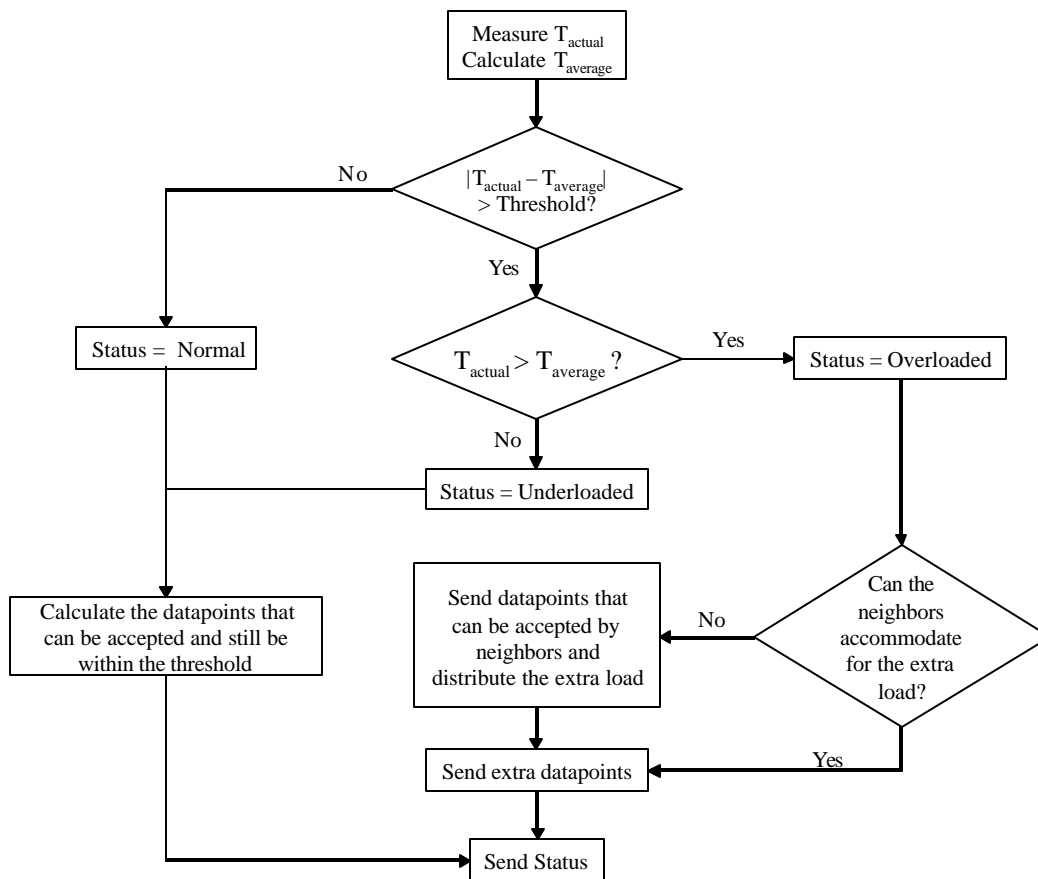 Measure T_actual
Calculate T_average
No
|T_actual – T_average|
> Threshold?
Yes
Status = Normal
T_actual > T_average ?
Yes
Status = Overloaded
No
Status = Underloaded
Calculate the datapoints that
can be accepted and still be
within the threshold
Send datapoints that
can be accepted by
neighbors and
distribute the extra load
No
Can the
neighbors
accommodate
for the extra
load?
Send extra datapoints
Yes
Send Status